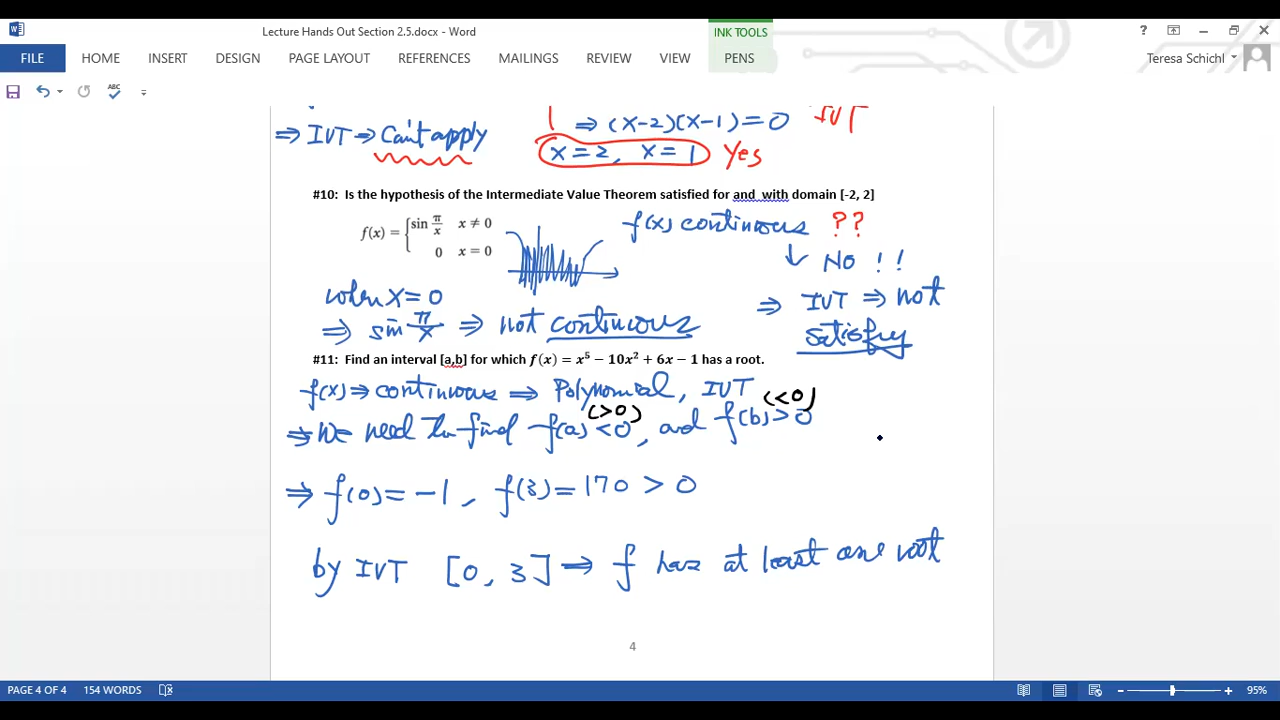 Lecture Hands Out Section 2.5.docx - Word
INK TOOLS
?
FILE HOME INSERT DESIGN PAGE LAYOUT REFERENCES MAILINGS REVIEW VIEW PENS
Teresa Schichl
ABC
⇒ IVT → Can't apply
⇒ (x-2)(x-1) = 0 IVT
x = 2, x = 1 Yes
#10: Is the hypothesis of the Intermediate Value Theorem satisfied for and with domain [-2, 2]
f(x) = { sin π/x x ≠ 0
0 x = 0
f(x) continuous ??
↓ NO !!
when x = 0
⇒ sin π/x ⇒ not continuous
⇒ IVT ⇒ not
satisfy
#11: Find an interval [a,b] for which f(x) = x⁵ − 10x² + 6x − 1 has a root.
f(x) ⇒ continuous ⇒ Polynomial, IVT
(>0) (<0)
⇒ We need to find f(a) < 0, and f(b) > 0
⇒ f(0) = -1, f(3) = 170 > 0
by IVT [0, 3] ⇒ f has at least one root
4
PAGE 4 OF 4 154 WORDS 95%